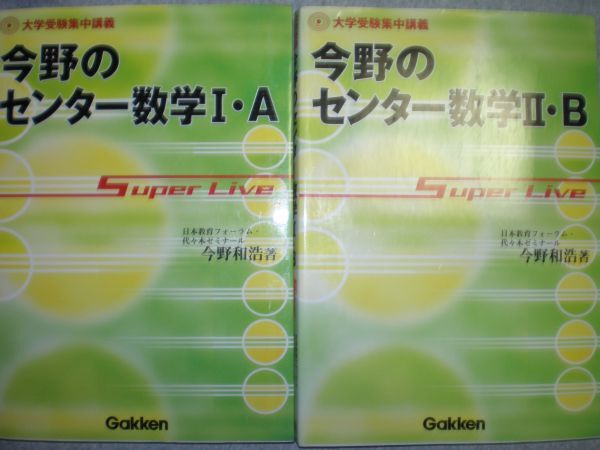 大学受験集中講義
今野の
センター数学I・A
Super Live
日本教育フォーラム・
代々木ゼミナール
今野和浩著
Gakken
大学受験集中講義
今野の
センター数学II・B
Super Live
日本教育フォーラム・
代々木ゼミナール
今野和浩著
Gakken